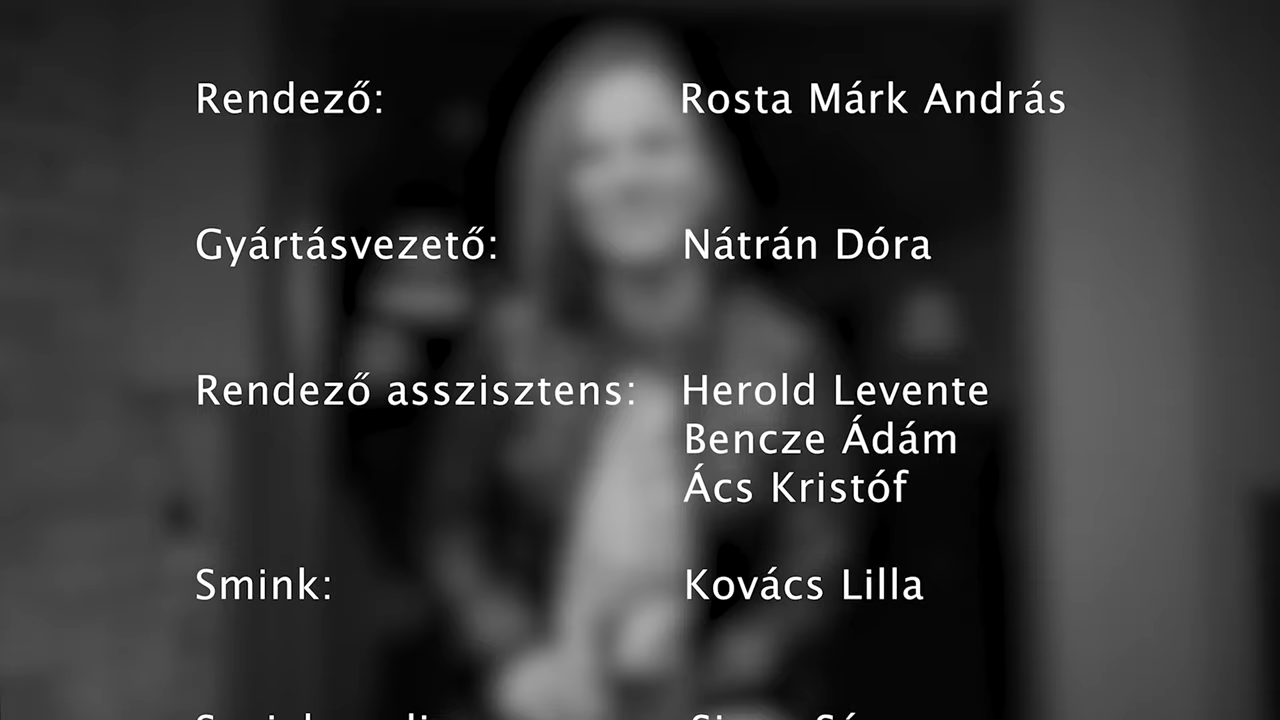 Rendező: Rosta Márk András
Gyártásvezető: Nátrán Dóra
Rendező asszisztens: Herold Levente
Bencze Ádám
Ács Kristóf
Smink: Kovács Lilla